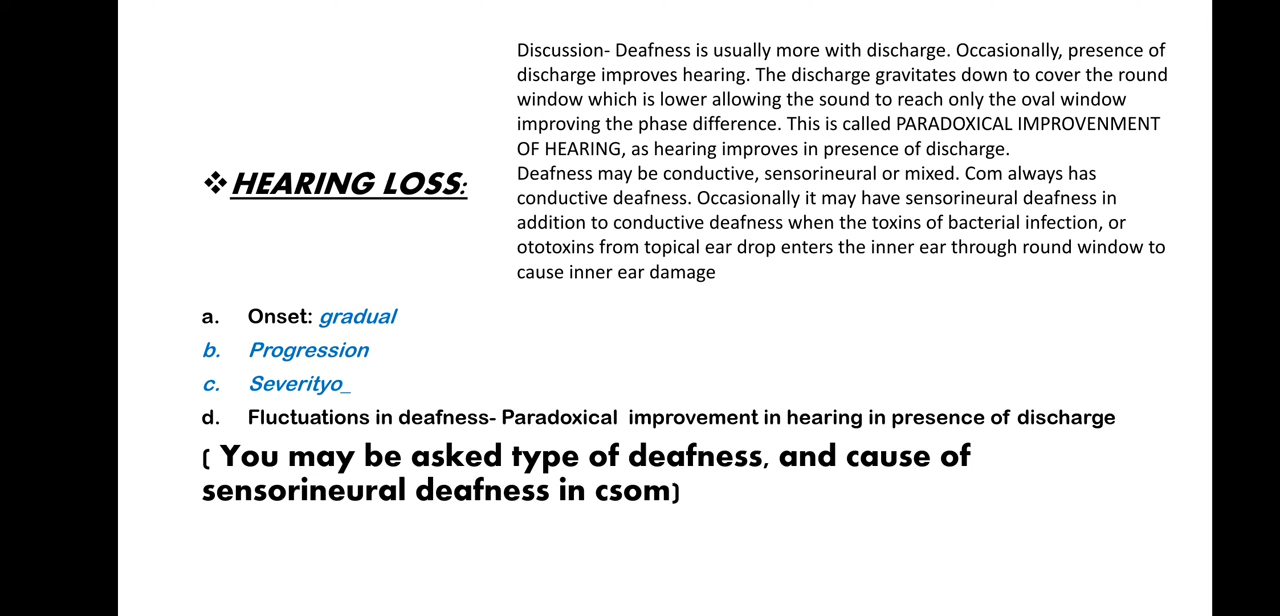 Discussion- Deafness is usually more with discharge. Occasionally, presence of
discharge improves hearing. The discharge gravitates down to cover the round
window which is lower allowing the sound to reach only the oval window
improving the phase difference. This is called PARADOXICAL IMPROVENMENT
OF HEARING, as hearing improves in presence of discharge.
Deafness may be conductive, sensorineural or mixed. Com always has
conductive deafness. Occasionally it may have sensorineural deafness in
addition to conductive deafness when the toxins of bacterial infection, or
ototoxins from topical ear drop enters the inner ear through round window to
cause inner ear damage
❖HEARING LOSS:
a. Onset: gradual
b. Progression
c. Severityo_
d. Fluctuations in deafness- Paradoxical improvement in hearing in presence of discharge
( You may be asked type of deafness, and cause of
sensorineural deafness in csom)